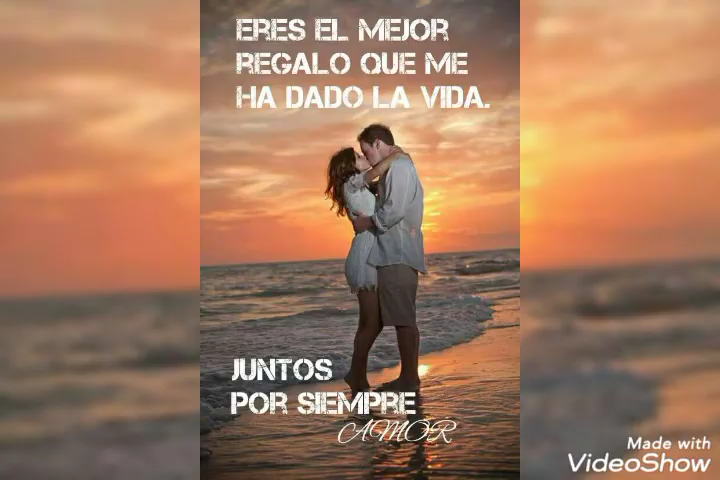 ERES EL MEJOR
REGALO QUE ME
HA DADO LA VIDA.
JUNTOS
POR SIEMPRE
AMOR
Made with
VideoShow